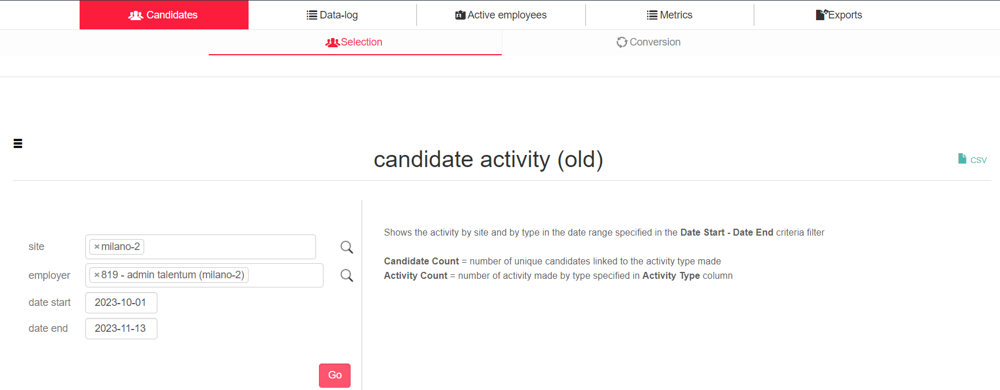 Candidates
Data-log
Active employees
Metrics
Exports
Selection
Conversion
candidate activity (old)
CSV
site
×milano-2
employer
×819 - admin talentum (milano-2)
date start
2023-10-01
date end
2023-11-13
Go
Shows the activity by site and by type in the date range specified in the Date Start - Date End criteria filter
Candidate Count = number of unique candidates linked to the activity type made
Activity Count = number of activity made by type specified in Activity Type column